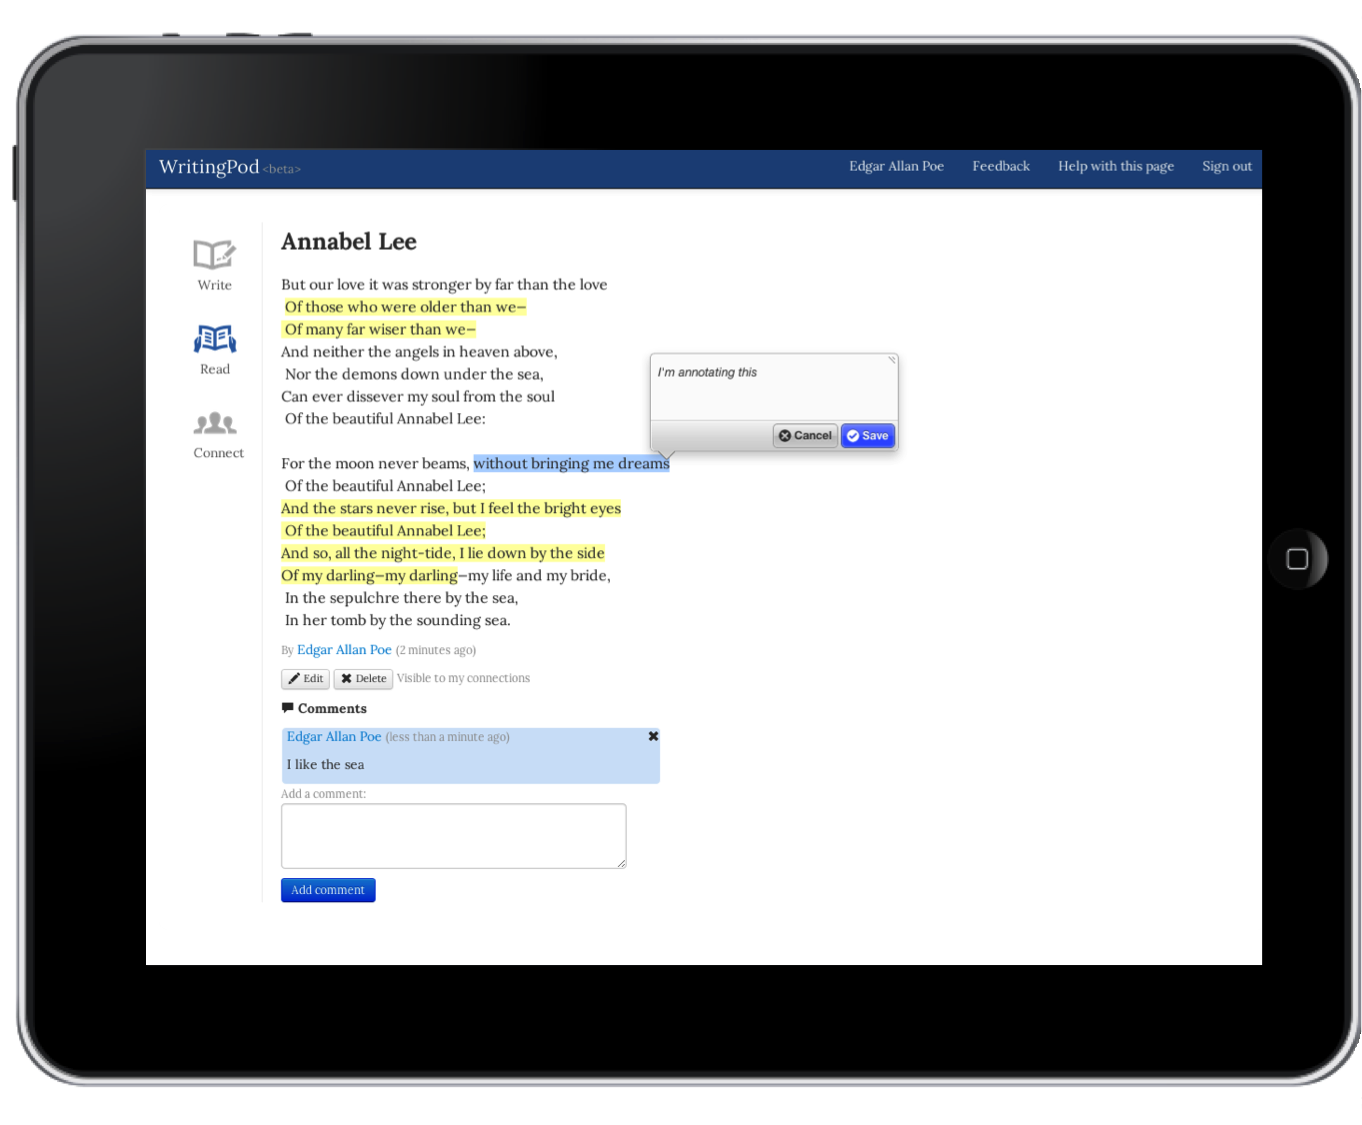 WritingPod <beta>
Edgar Allan Poe Feedback Help with this page Sign out
Write
Read
Connect
Annabel Lee
But our love it was stronger by far than the love
Of those who were older than we—
Of many far wiser than we—
And neither the angels in heaven above,
Nor the demons down under the sea,
Can ever dissever my soul from the soul
Of the beautiful Annabel Lee:
I'm annotating this
Cancel Save
For the moon never beams, without bringing me dreams
Of the beautiful Annabel Lee;
And the stars never rise, but I feel the bright eyes
Of the beautiful Annabel Lee;
And so, all the night-tide, I lie down by the side
Of my darling—my darling—my life and my bride,
In the sepulchre there by the sea,
In her tomb by the sounding sea.
By Edgar Allan Poe (2 minutes ago)
Edit Delete Visible to my connections
Comments
Edgar Allan Poe (less than a minute ago)
I like the sea
Add a comment:
Add comment